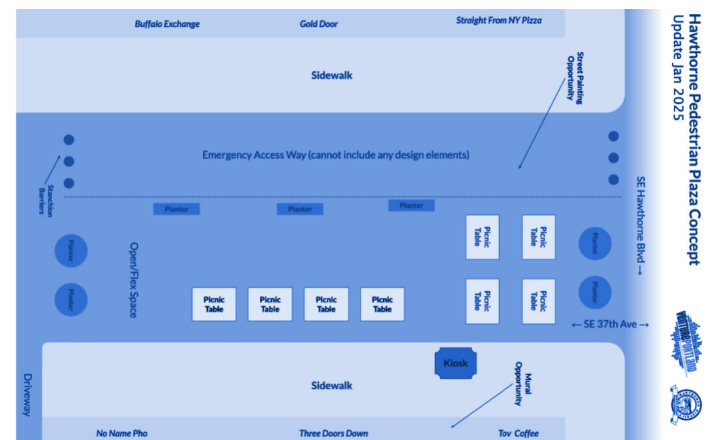 Hawthorne Pedestrian Plaza Concept
Update Jan 2025
Buffalo Exchange
Gold Door
Straight From NY Pizza
Sidewalk
Street Painting
Opportunity
Emergency Access Way (cannot include any design elements)
Stanchion
Barriers
SE Hawthorne Blvd →
Planter
Planter
Planter
Picnic
Table
Picnic
Table
Planter
Planter
Open/Flex Space
Planter
Planter
Picnic
Table
Picnic
Table
Picnic
Table
Picnic
Table
Picnic
Table
Picnic
Table
← SE 37th Ave →
Kiosk
Driveway
Sidewalk
Mural
Opportunity
No Name Pho
Three Doors Down
Tov Coffee